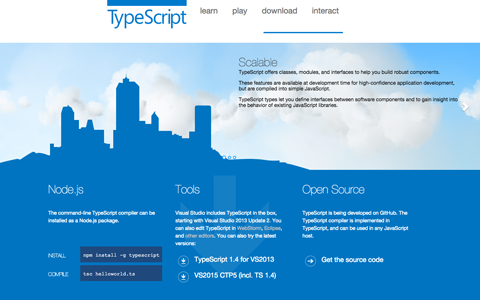 TypeScript
learn play download interact
Scalable
TypeScript offers classes, modules, and interfaces to help you build robust components.
These features are available at development time for high-confidence application development,
but are compiled into simple JavaScript.
TypeScript types let you define interfaces between software components and to gain insight into
the behavior of existing JavaScript libraries.
Node.js
The command-line TypeScript compiler can be
installed as a Node.js package.
INSTALL npm install -g typescript
COMPILE tsc helloworld.ts
Tools
Visual Studio includes TypeScript in the box,
starting with Visual Studio 2013 Update 2. You
can also edit TypeScript in WebStorm, Eclipse,
and other editors. You can also try the latest
versions:
TypeScript 1.4 for VS2013
VS2015 CTP5 (incl. TS 1.4)
Open Source
TypeScript is being developed on GitHub. The
TypeScript compiler is implemented in
TypeScript, and can be used in any JavaScript
host.
Get the source code